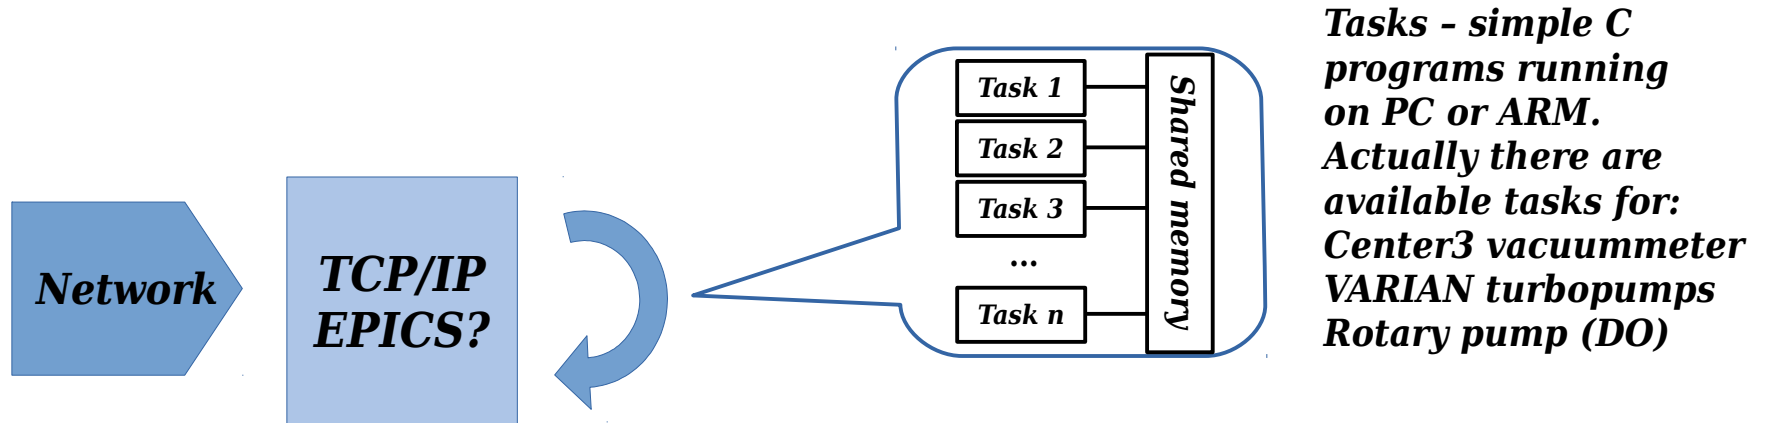 Network
TCP/IP
EPICS?
Task 1
Task 2
Task 3
...
Task n
Shared memory
Tasks – simple C
programs running
on PC or ARM.
Actually there are
available tasks for:
Center3 vacuummeter
VARIAN turbopumps
Rotary pump (DO)